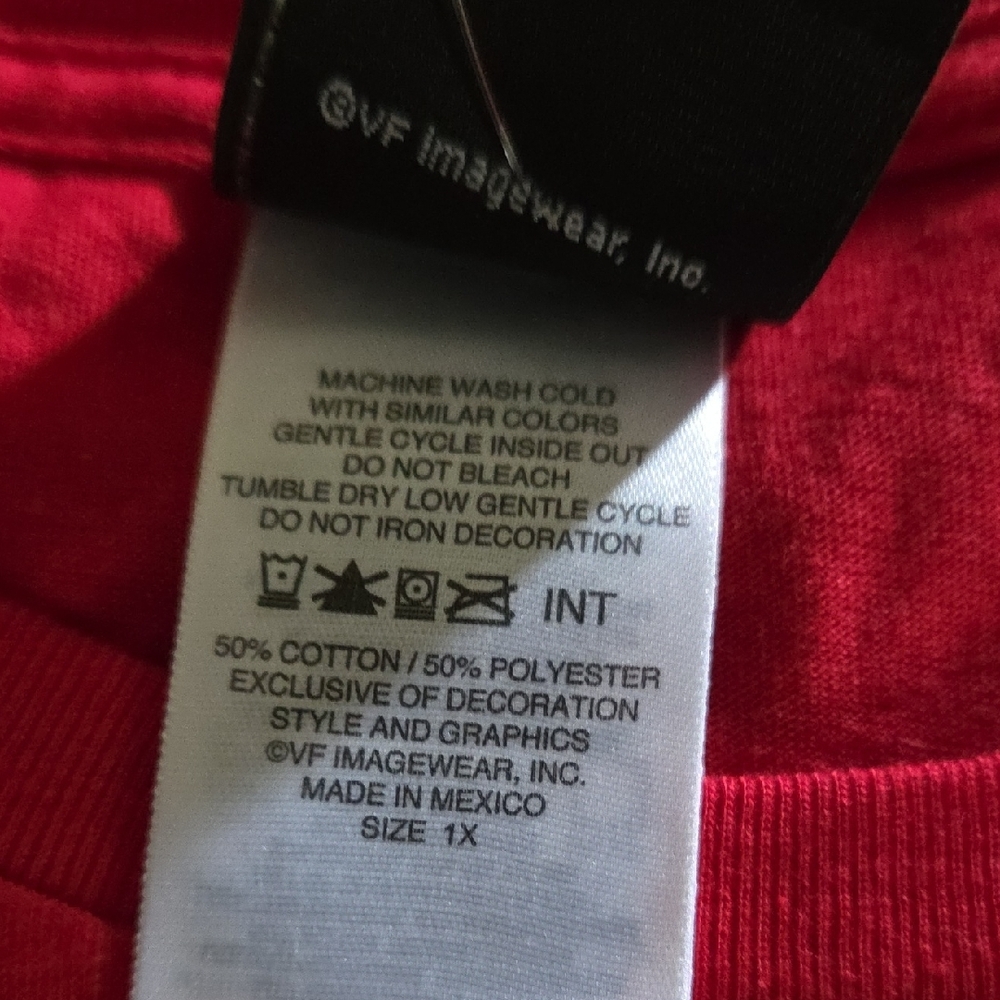 ©VF Imagewear, Inc.
MACHINE WASH COLD
WITH SIMILAR COLORS
GENTLE CYCLE INSIDE OUT
DO NOT BLEACH
TUMBLE DRY LOW GENTLE CYCLE
DO NOT IRON DECORATION
INT
50% COTTON / 50% POLYESTER
EXCLUSIVE OF DECORATION
STYLE AND GRAPHICS
©VF IMAGEWEAR, INC.
MADE IN MEXICO
SIZE 1X